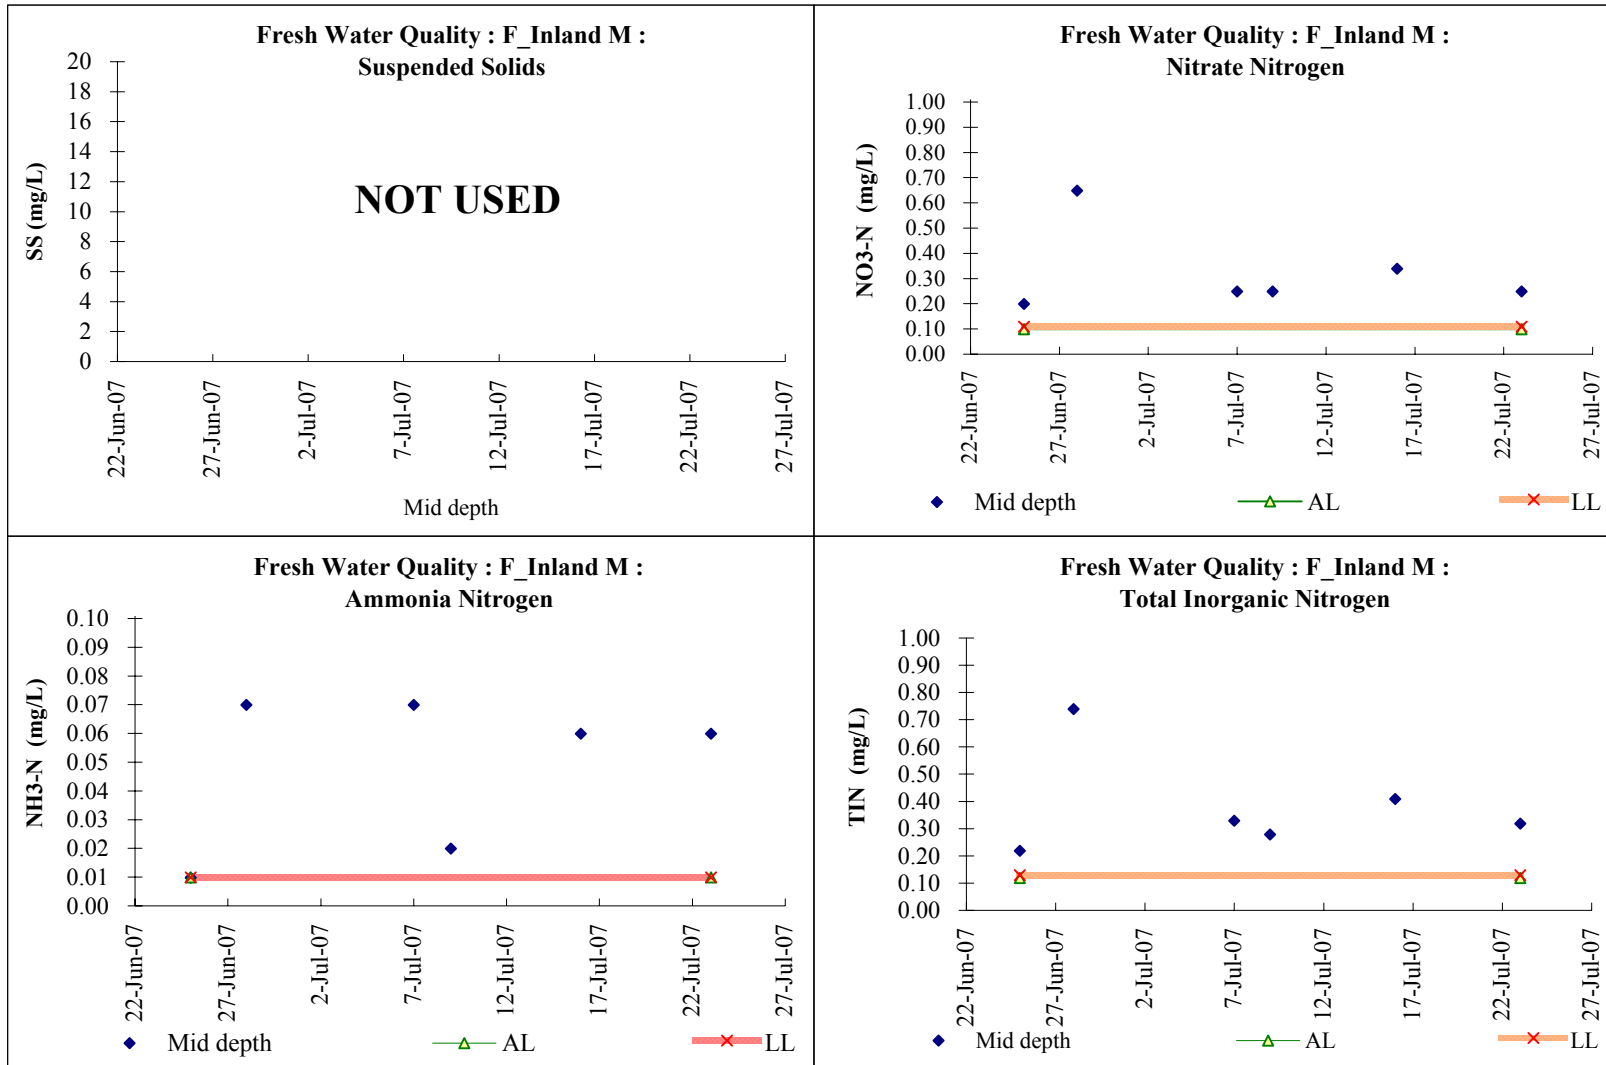 Fresh Water Quality : F_Inland M :
Suspended Solids
20
18
16
14
12
10
8
6
4
2
0
SS (mg/L)
NOT USED
22-Jun-07
27-Jun-07
2-Jul-07
7-Jul-07
12-Jul-07
17-Jul-07
22-Jul-07
27-Jul-07
Mid depth
Fresh Water Quality : F_Inland M :
Nitrate Nitrogen
1.00
0.90
0.80
0.70
0.60
0.50
0.40
0.30
0.20
0.10
0.00
NO3-N (mg/L)
22-Jun-07
27-Jun-07
2-Jul-07
7-Jul-07
12-Jul-07
17-Jul-07
22-Jul-07
27-Jul-07
Mid depth AL LL
Fresh Water Quality : F_Inland M :
Ammonia Nitrogen
0.10
0.09
0.08
0.07
0.06
0.05
0.04
0.03
0.02
0.01
0.00
NH3-N (mg/L)
22-Jun-07
27-Jun-07
2-Jul-07
7-Jul-07
12-Jul-07
17-Jul-07
22-Jul-07
27-Jul-07
Mid depth AL LL
Fresh Water Quality : F_Inland M :
Total Inorganic Nitrogen
1.00
0.90
0.80
0.70
0.60
0.50
0.40
0.30
0.20
0.10
0.00
TIN (mg/L)
22-Jun-07
27-Jun-07
2-Jul-07
7-Jul-07
12-Jul-07
17-Jul-07
22-Jul-07
27-Jul-07
Mid depth AL LL